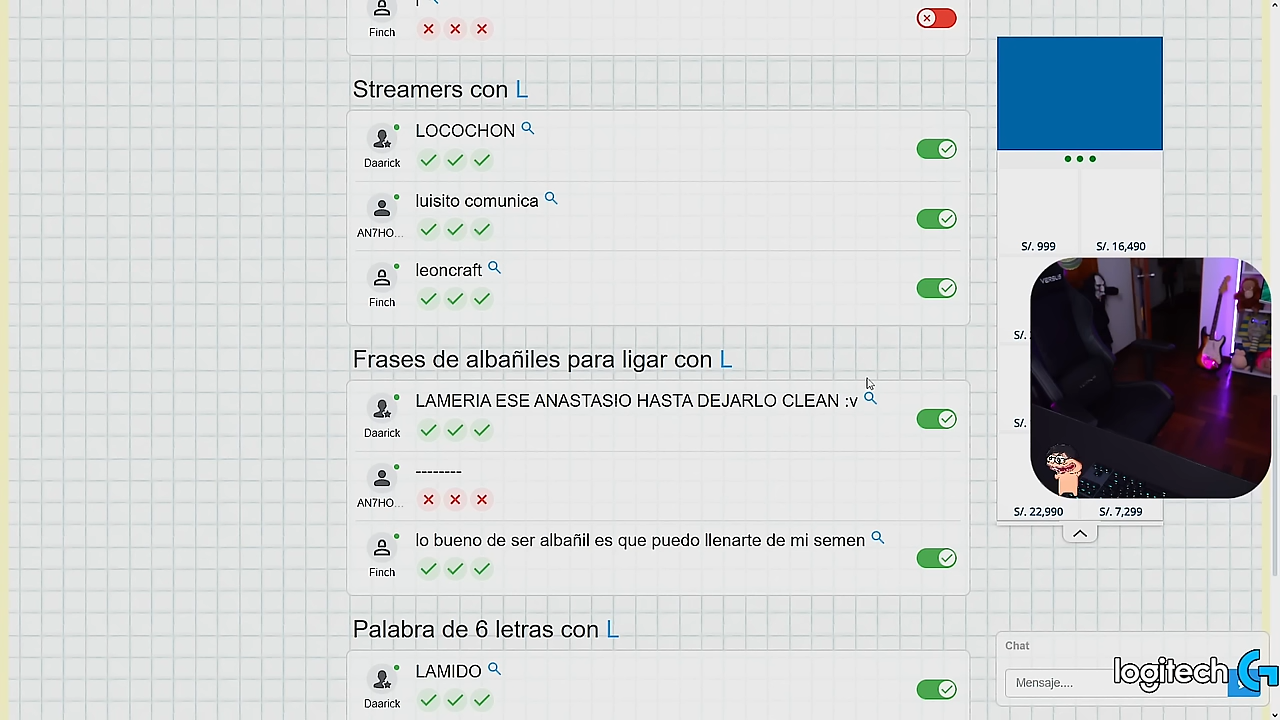 Finch
Streamers con L
LOCOCHON
Daarick
luisito comunica
AN7HO...
leoncraft
Finch
Frases de albañiles para ligar con L
LAMERIA ESE ANASTASIO HASTA DEJARLO CLEAN :v
Daarick
--------
AN7HO...
lo bueno de ser albañil es que puedo llenarte de mi semen
Finch
Palabra de 6 letras con L
LAMIDO
Daarick
S/. 999
S/. 16,490
S/.
S/.
VERSUS
S/. 22,990
S/. 7,299
Chat
Mensaje....
logitech G